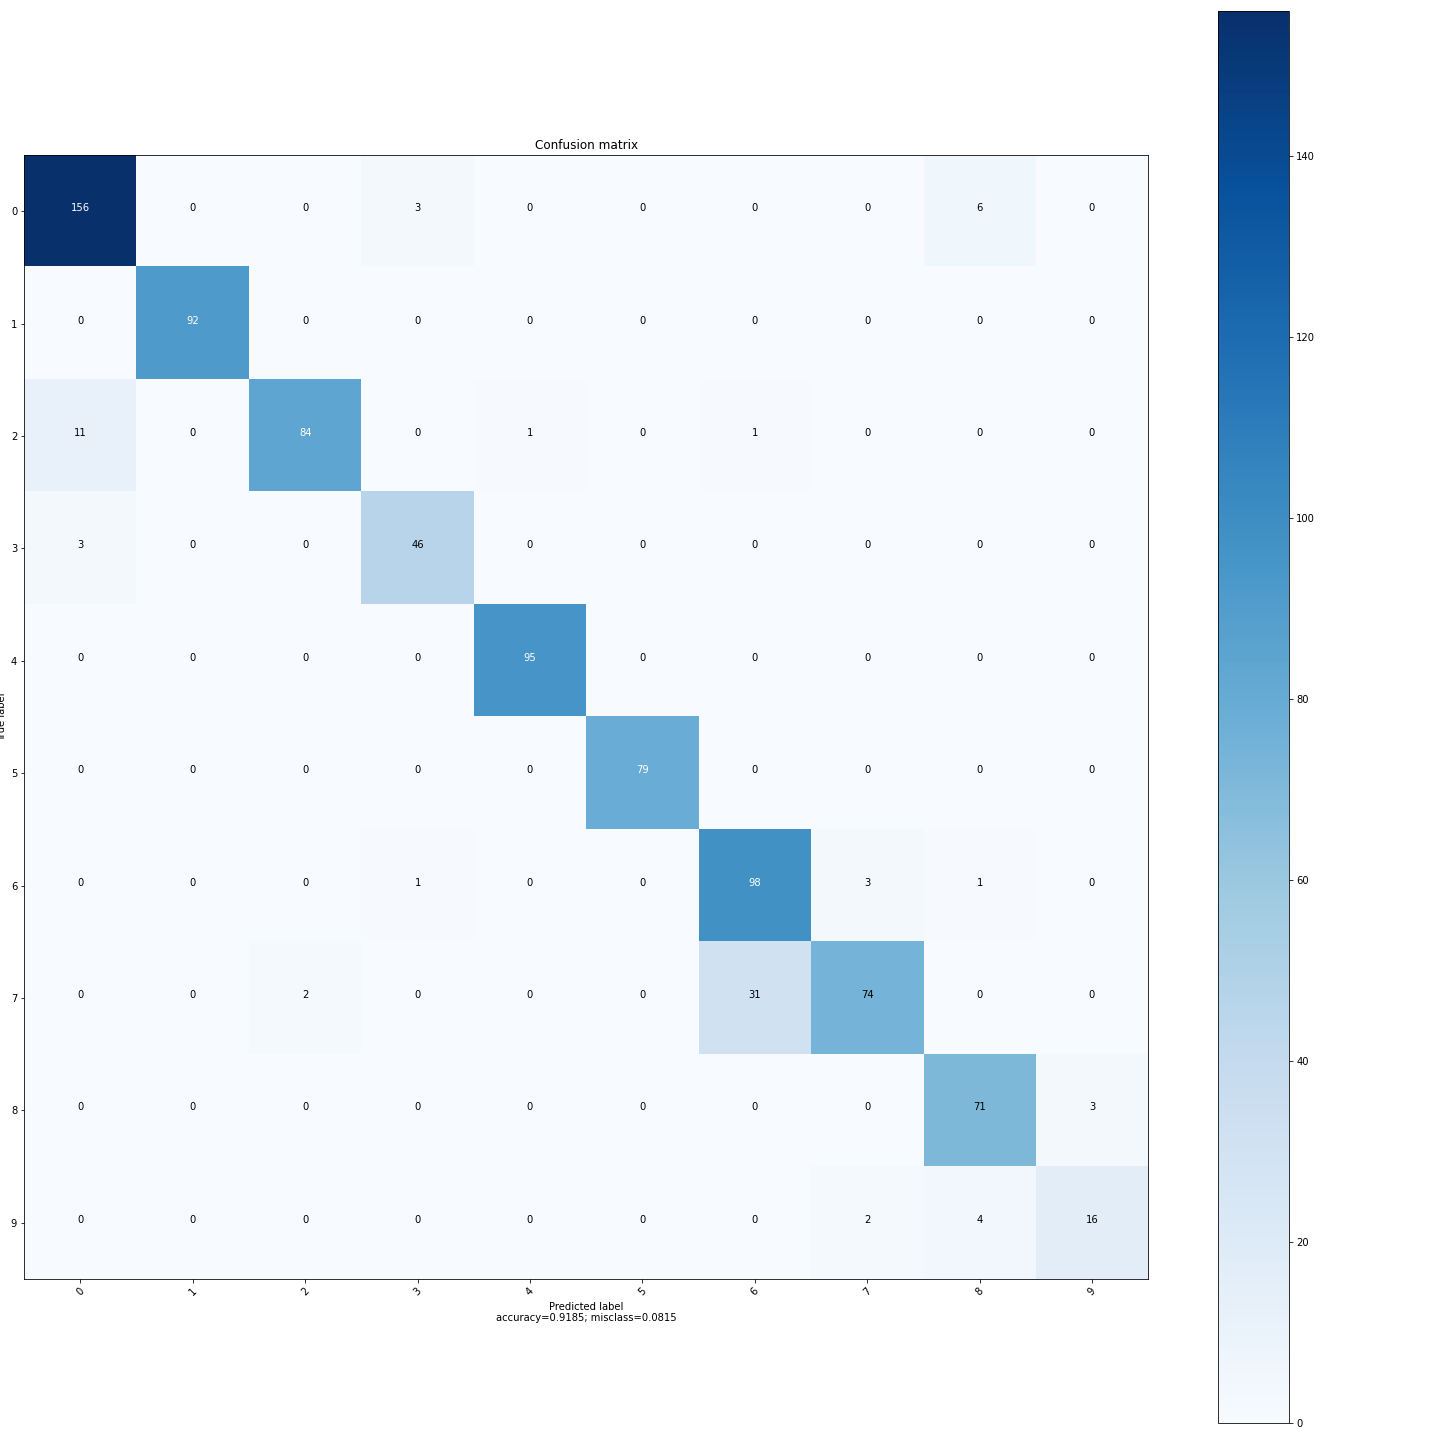 Confusion matrix
0 156 0 0 3 0 0 0 0 6 0
1 0 92 0 0 0 0 0 0 0 0
2 11 0 84 0 1 0 1 0 0 0
3 3 0 0 46 0 0 0 0 0 0
4 0 0 0 0 95 0 0 0 0 0
5 0 0 0 0 0 79 0 0 0 0
6 0 0 0 1 0 0 98 3 1 0
7 0 0 2 0 0 0 31 74 0 0
8 0 0 0 0 0 0 0 0 71 3
9 0 0 0 0 0 0 0 2 4 16
0 1 2 3 4 5 6 7 8 9
Predicted label
accuracy=0.9185; misclass=0.0815
140
120
100
80
60
40
20
0